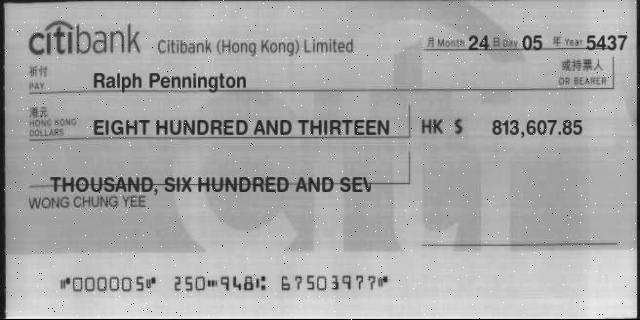 citibank Citibank (Hong Kong) Limited
月 Month 24 日 Day 05 年 Year 5437
祈付 或持票人
PAY Ralph Pennington OR BEARER
港元
HONG KONG
DOLLARS EIGHT HUNDRED AND THIRTEEN HK $ 813,607.85
THOUSAND, SIX HUNDRED AND SEV
WONG CHUNG YEE
⑈000005⑈ 250⑉948⑆ 67503977⑈